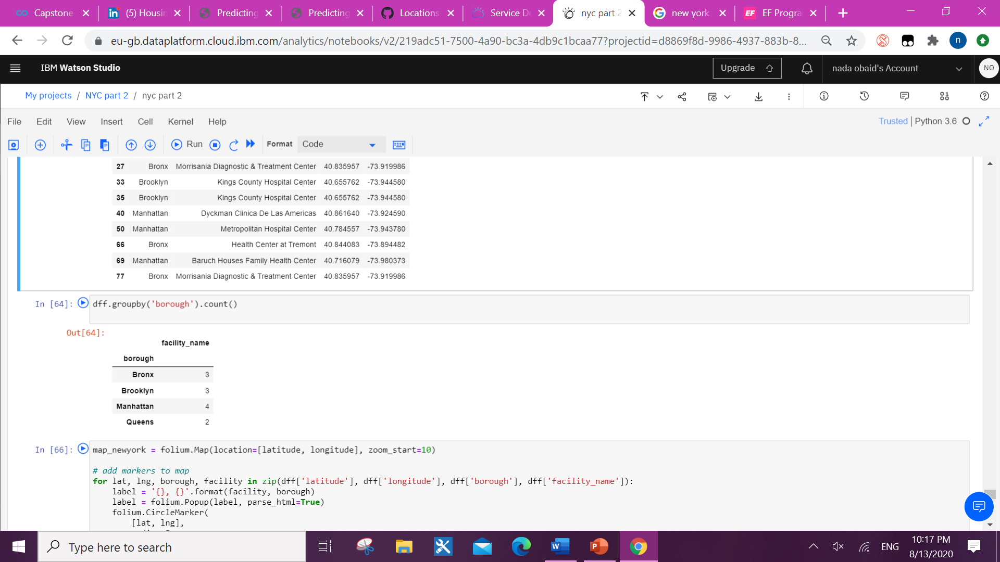 Capstone
(5) Housin
Predicting
Predicting
Locations
Service De
nyc part 2
new york
EF Progra
eu-gb.dataplatform.cloud.ibm.com/analytics/notebooks/v2/219adc51-7500-4a90-bc3a-4db9c1bcaa77?projectid=d8869f8d-9986-4937-883b-8...
n
IBM Watson Studio
Upgrade
nada obaid's Account
NO
My projects / NYC part 2 / nyc part 2
File Edit View Insert Cell Kernel Help
Trusted | Python 3.6
Run
Format
Code
27 Bronx Morrisania Diagnostic & Treatment Center 40.835957 -73.919986
33 Brooklyn Kings County Hospital Center 40.655762 -73.944580
35 Brooklyn Kings County Hospital Center 40.655762 -73.944580
40 Manhattan Dyckman Clinica De Las Americas 40.861640 -73.924590
50 Manhattan Metropolitan Hospital Center 40.784557 -73.943780
66 Bronx Health Center at Tremont 40.844083 -73.894482
69 Manhattan Baruch Houses Family Health Center 40.716079 -73.980373
77 Bronx Morrisania Diagnostic & Treatment Center 40.835957 -73.919986
In [64]: dff.groupby('borough').count()
Out[64]:
facility_name
borough
Bronx 3
Brooklyn 3
Manhattan 4
Queens 2
In [66]: map_newyork = folium.Map(location=[latitude, longitude], zoom_start=10)
# add markers to map
for lat, lng, borough, facility in zip(dff['latitude'], dff['longitude'], dff['borough'], dff['facility_name']):
label = '{}, {}'.format(facility, borough)
label = folium.Popup(label, parse_html=True)
folium.CircleMarker(
[lat, lng],
Type here to search
ENG
10:17 PM
8/13/2020